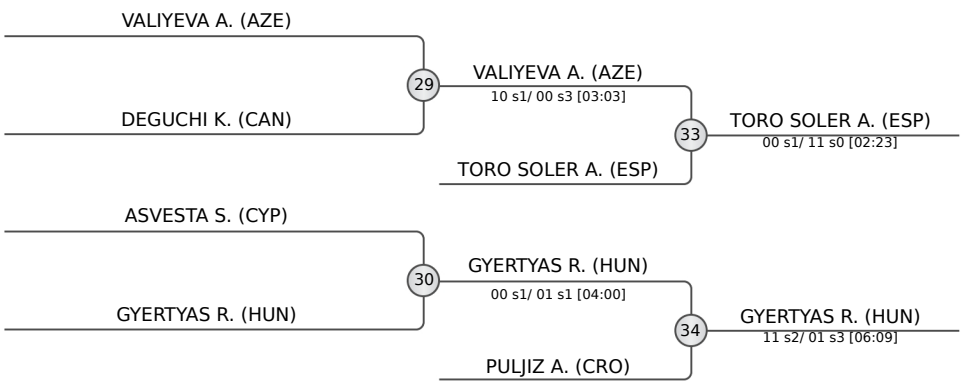 VALIYEVA A. (AZE)
29
DEGUCHI K. (CAN)
VALIYEVA A. (AZE)
10 s1/ 00 s3 [03:03]
33
TORO SOLER A. (ESP)
TORO SOLER A. (ESP)
00 s1/ 11 s0 [02:23]
ASVESTA S. (CYP)
30
GYERTYAS R. (HUN)
GYERTYAS R. (HUN)
00 s1/ 01 s1 [04:00]
34
PULJIZ A. (CRO)
GYERTYAS R. (HUN)
11 s2/ 01 s3 [06:09]